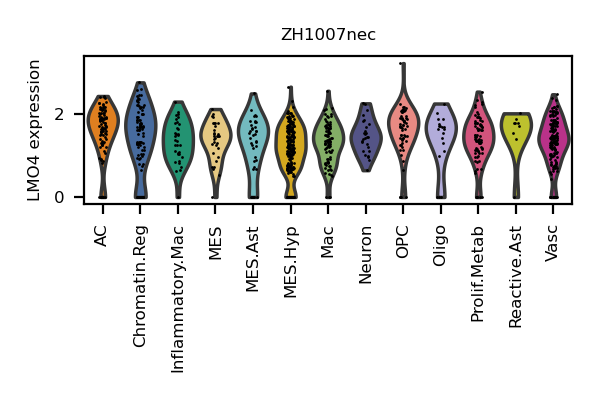 ZH1007nec
LMO4 expression
2
0
AC
Chromatin.Reg
Inflammatory.Mac
MES
MES.Ast
MES.Hyp
Mac
Neuron
OPC
Oligo
Prolif.Metab
Reactive.Ast
Vasc